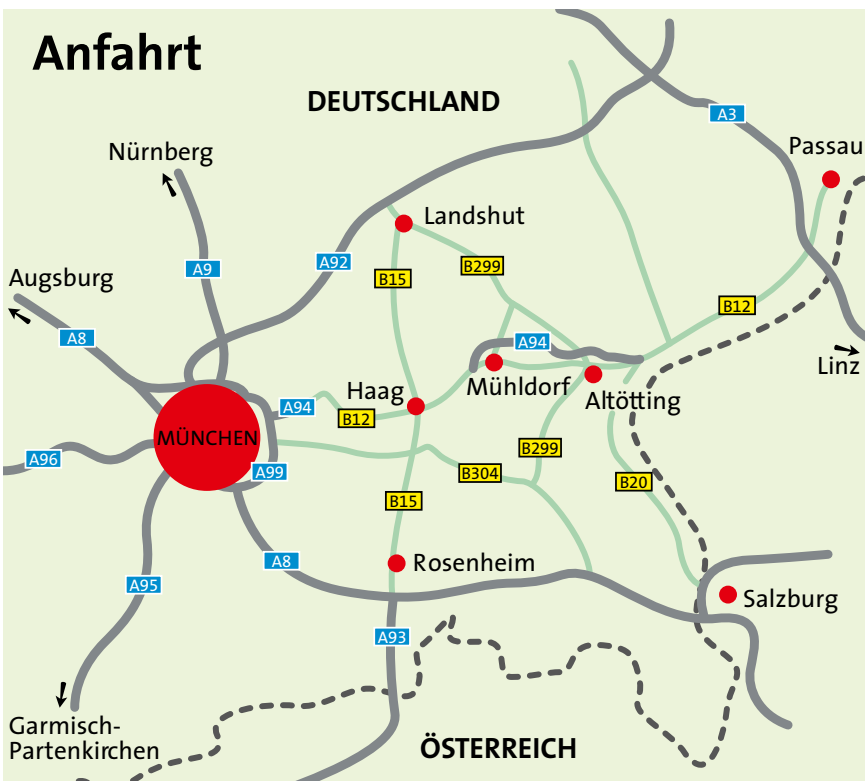 Anfahrt
DEUTSCHLAND
A3
Nürnberg
Passau
Landshut
A9
A92
B299
Augsburg
B15
B12
A8
A94
Linz
Haag
Mühldorf
Altötting
A94
B12
MÜNCHEN
A96
A99
B299
B304
B20
B15
A8
Rosenheim
A95
Salzburg
A93
Garmisch-
Partenkirchen
ÖSTERREICH